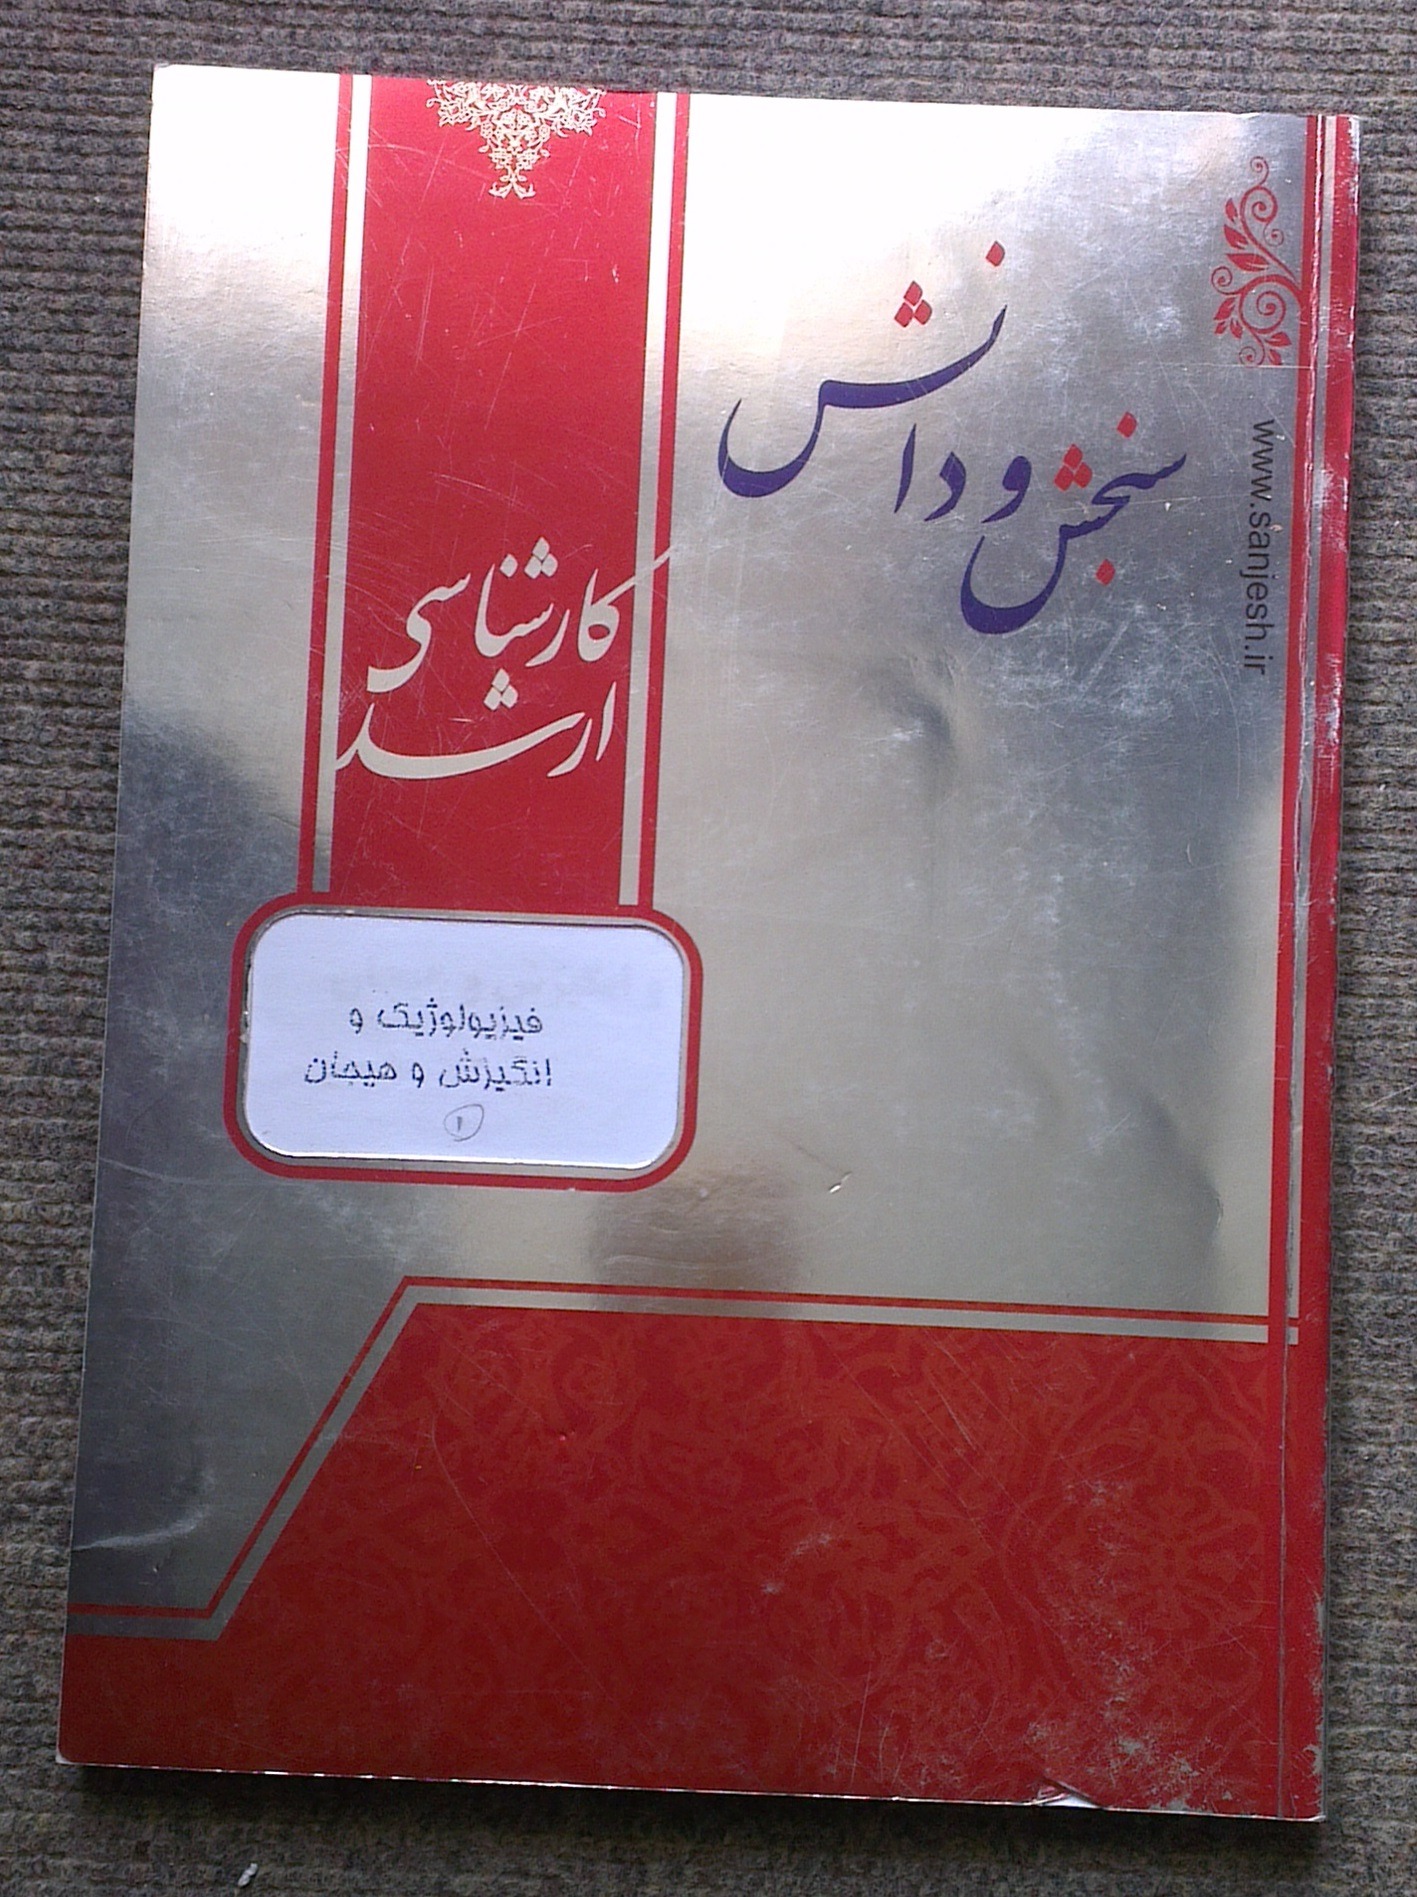 سنجش و دانش
www.sanjesh.ir
کارشناسی
ارشد
فیزیولوژیک و
انگیزش و هیجان
۱